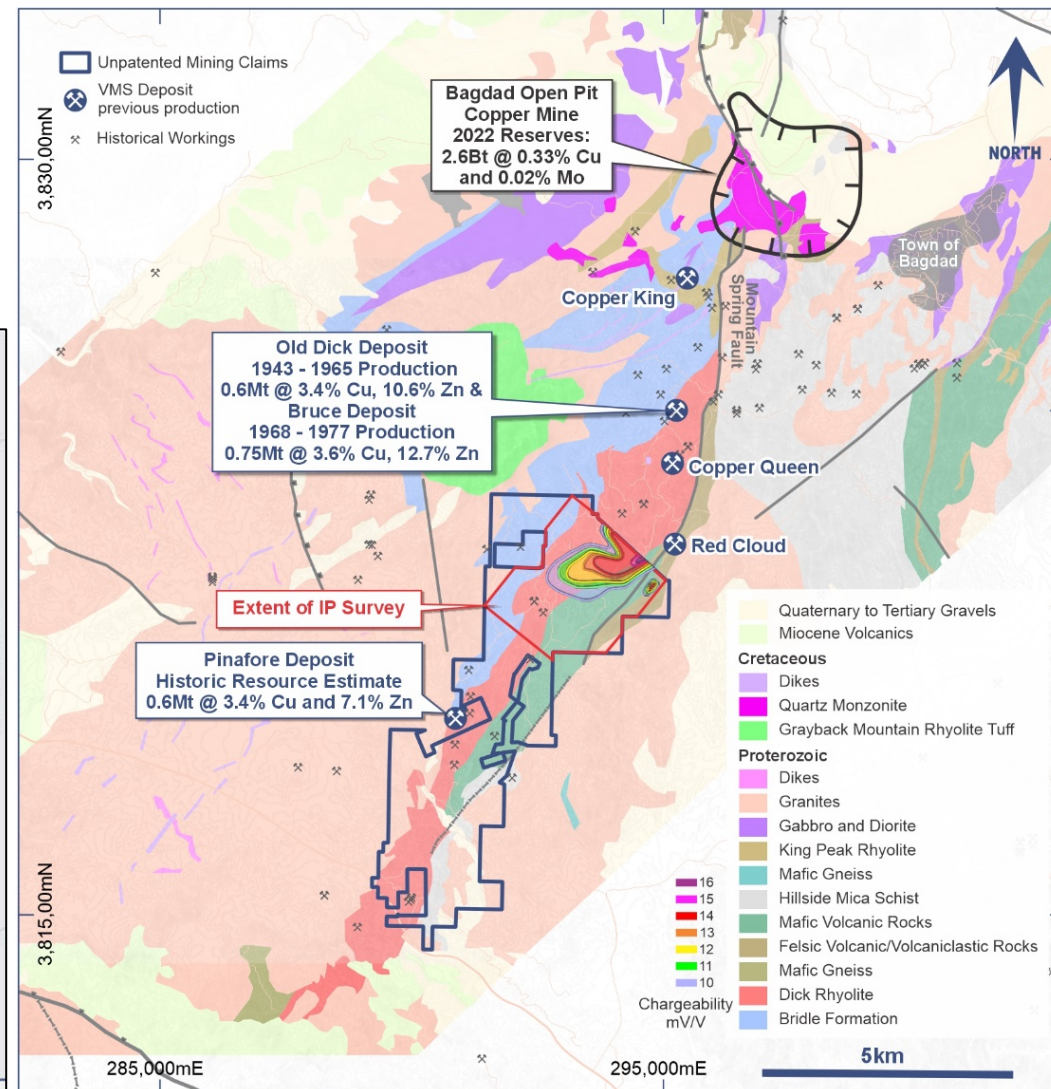 Unpatented Mining Claims
VMS Deposit
previous production
Historical Workings
Bagdad Open Pit
Copper Mine
2022 Reserves:
2.6Bt @ 0.33% Cu
and 0.02% Mo
NORTH
3,830,00mN
Town of
Bagdad
Copper King
Mountain
Spring Fault
Old Dick Deposit
1943 - 1965 Production
0.6Mt @ 3.4% Cu, 10.6% Zn &
Bruce Deposit
1968 - 1977 Production
0.75Mt @ 3.6% Cu, 12.7% Zn
Copper Queen
Red Cloud
Extent of IP Survey
Pinafore Deposit
Historic Resource Estimate
0.6Mt @ 3.4% Cu and 7.1% Zn
Quaternary to Tertiary Gravels
Miocene Volcanics
Cretaceous
Dikes
Quartz Monzonite
Grayback Mountain Rhyolite Tuff
Proterozoic
Dikes
Granites
Gabbro and Diorite
King Peak Rhyolite
Mafic Gneiss
Hillside Mica Schist
Mafic Volcanic Rocks
Felsic Volcanic/Volcaniclastic Rocks
Mafic Gneiss
Dick Rhyolite
Bridle Formation
16
15
14
13
12
11
10
Chargeability
mV/V
3,815,00mN
285,000mE
295,000mE
5km